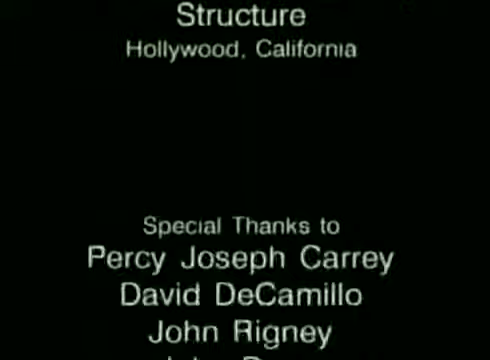 Structure
Hollywood, California
Special Thanks to
Percy Joseph Carrey
David DeCamillo
John Rigney